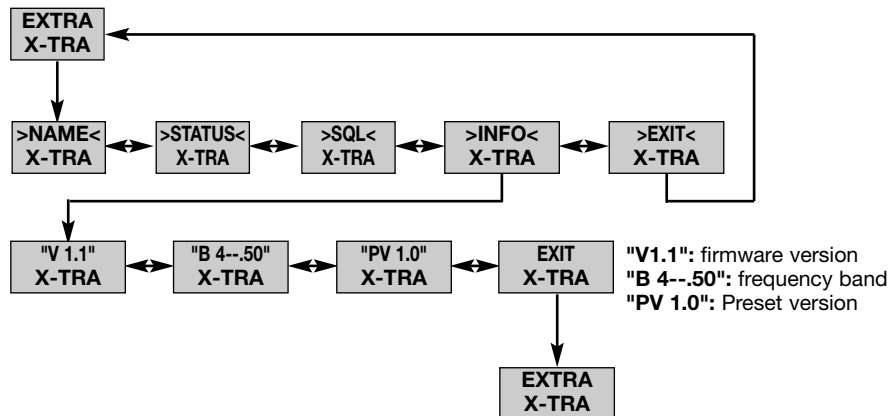 EXTRA
X-TRA
>NAME<
X-TRA
>STATUS<
X-TRA
>SQL<
X-TRA
>INFO<
X-TRA
>EXIT<
X-TRA
"V 1.1"
X-TRA
"B 4--.50"
X-TRA
"PV 1.0"
X-TRA
EXIT
X-TRA
"V1.1": firmware version
"B 4--.50": frequency band
"PV 1.0": Preset version
EXTRA
X-TRA